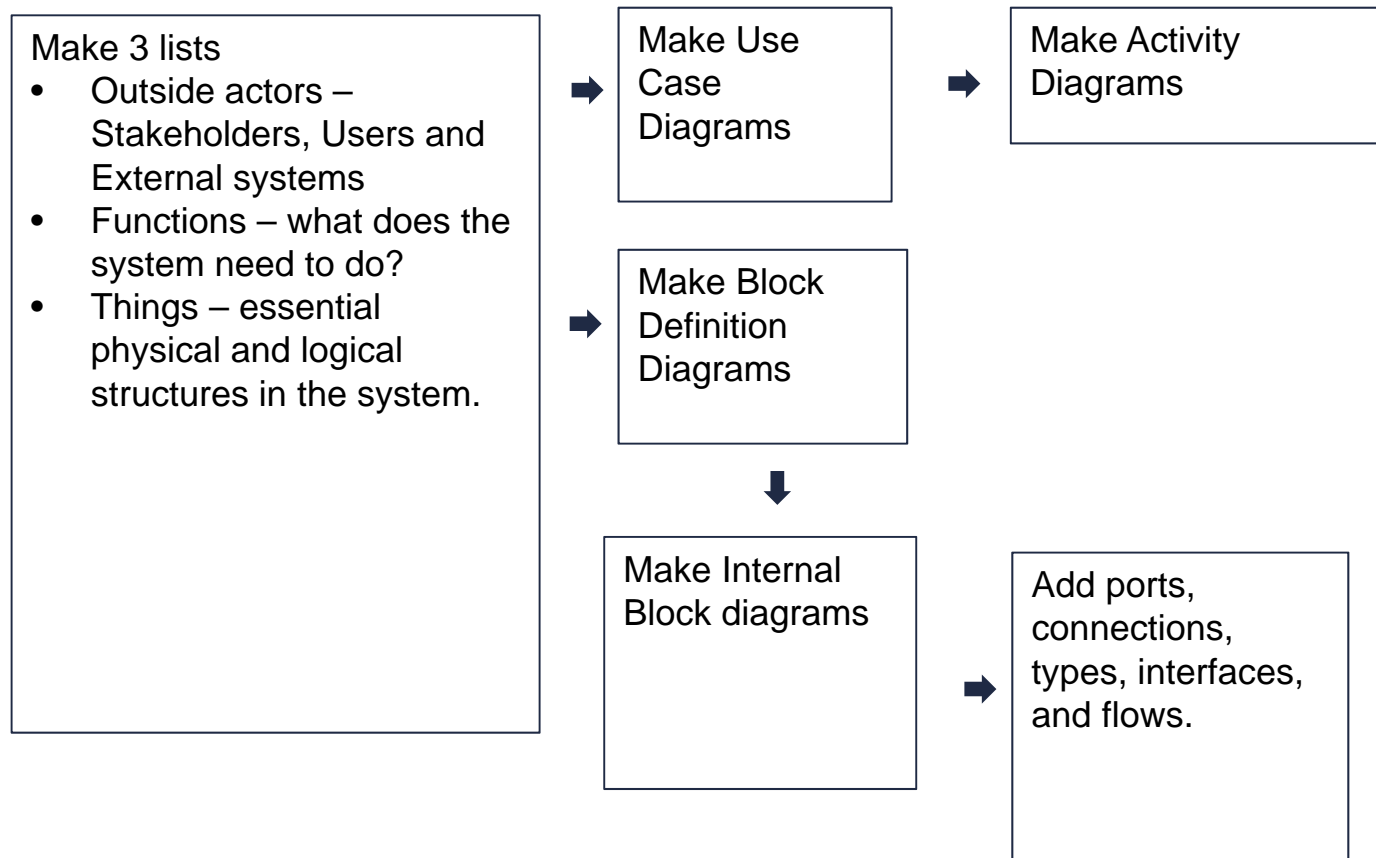 Make 3 lists
• Outside actors –
Stakeholders, Users and
External systems
• Functions – what does the
system need to do?
• Things – essential
physical and logical
structures in the system.
Make Use
Case
Diagrams
Make Activity
Diagrams
Make Block
Definition
Diagrams
Make Internal
Block diagrams
Add ports,
connections,
types, interfaces,
and flows.